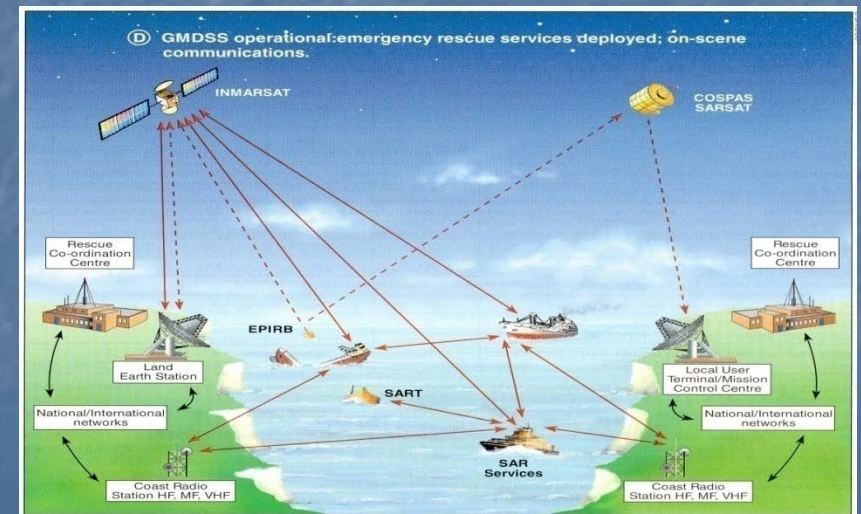 Ⓓ GMDSS operational:emergency rescue services deployed; on-scene
communications.
INMARSAT
COSPAS
SARSAT
Rescue
Co-ordination
Centre
Rescue
Co-ordination
Centre
EPIRB
Land
Earth Station
Local User
Terminal/Mission
Control Centre
SART
National/International
networks
National/International
networks
SAR
Services
Coast Radio
Station HF, MF, VHF
Coast Radio
Station HF, MF, VHF